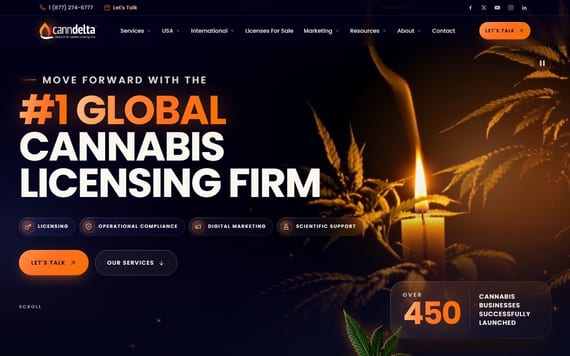 1 (877) 274-6777
Let's Talk
canndelta
Services
USA
International
Licenses For Sale
Marketing
Resources
About
Contact
LET'S TALK
MOVE FORWARD WITH THE
#1 GLOBAL
CANNABIS
LICENSING FIRM
LICENSING
OPERATIONAL COMPLIANCE
DIGITAL MARKETING
SCIENTIFIC SUPPORT
LET'S TALK
OUR SERVICES
SCROLL
OVER
450
CANNABIS
BUSINESSES
SUCCESSFULLY
LAUNCHED